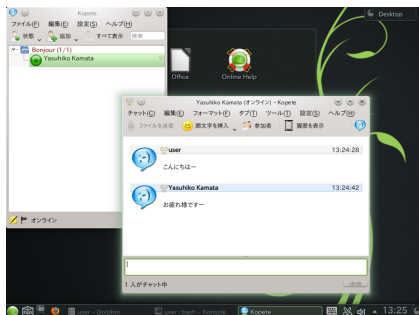 Kopete
ファイル(F) 編集(E) 設定(S) ヘルプ(H)
状態 追加 すべて表示 検索
Bonjour (1/1)
Yasuhiko Kamata
Desktop
Office
Online Help
Yasuhiko Kamata (オンライン) – Kopete
チャット(C) 編集(E) フォーマット(F) タブ(T) ツール(T) 設定(S) ヘルプ(H)
ファイルを送信 顔文字を挿入 参加者 履歴を表示
user 13:24:28
こんにちはー
Yasuhiko Kamata 13:24:42
お疲れ様ですー
1 人がチャット中 送信
オンライン
user – Dolphin user : bash – Konsole Kopete 13:25